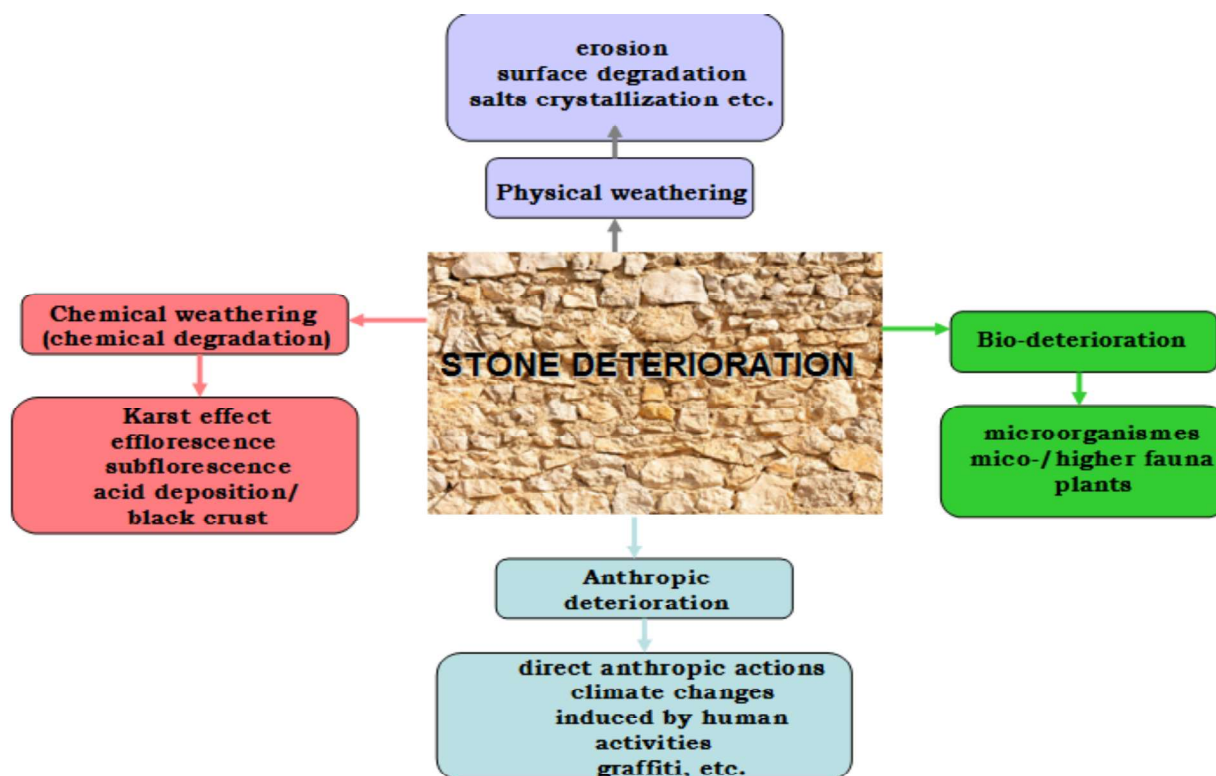 erosion
surface degradation
salts crystallization etc.
Physical weathering
Chemical weathering
(chemical degradation)
STONE DETERIORATION
Bio-deterioration
Karst effect
efflorescence
subflorescence
acid deposition/
black crust
microorganismes
mico-/higher fauna
plants
Anthropic
deterioration
direct anthropic actions
climate changes
induced by human
activities
graffiti, etc.